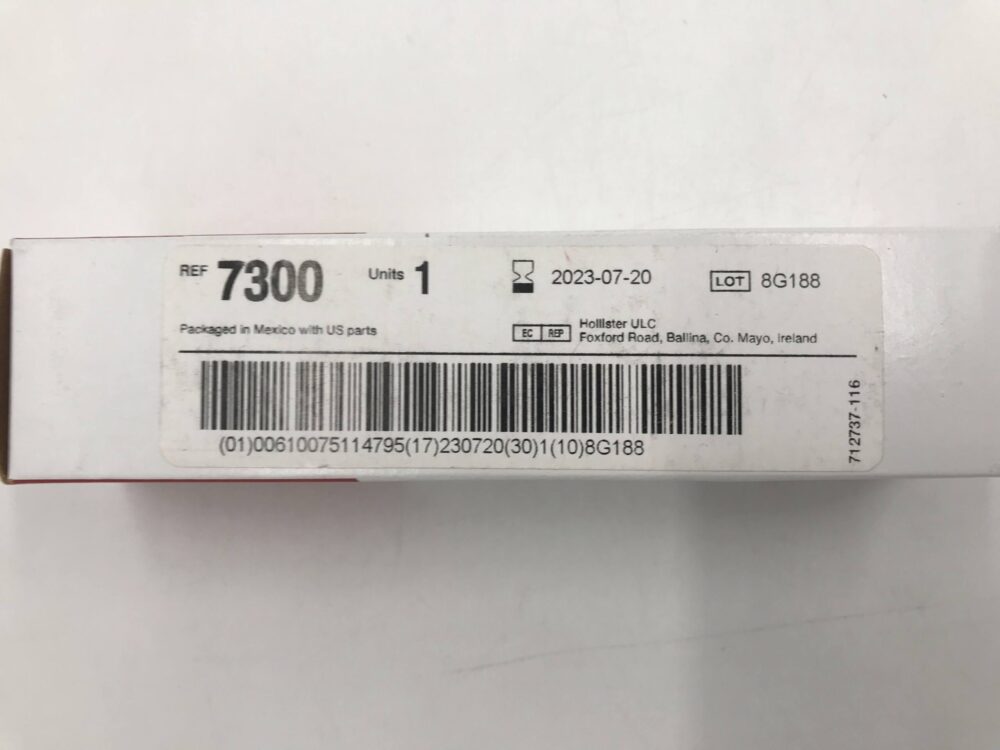 REF 7300 Units 1 2023-07-20 LOT 8G188
Packaged in Mexico with US parts
EC REP Hollister ULC
Foxford Road, Ballina, Co. Mayo, Ireland
(01)00610075114795(17)230720(30)1(10)8G188
712737-116